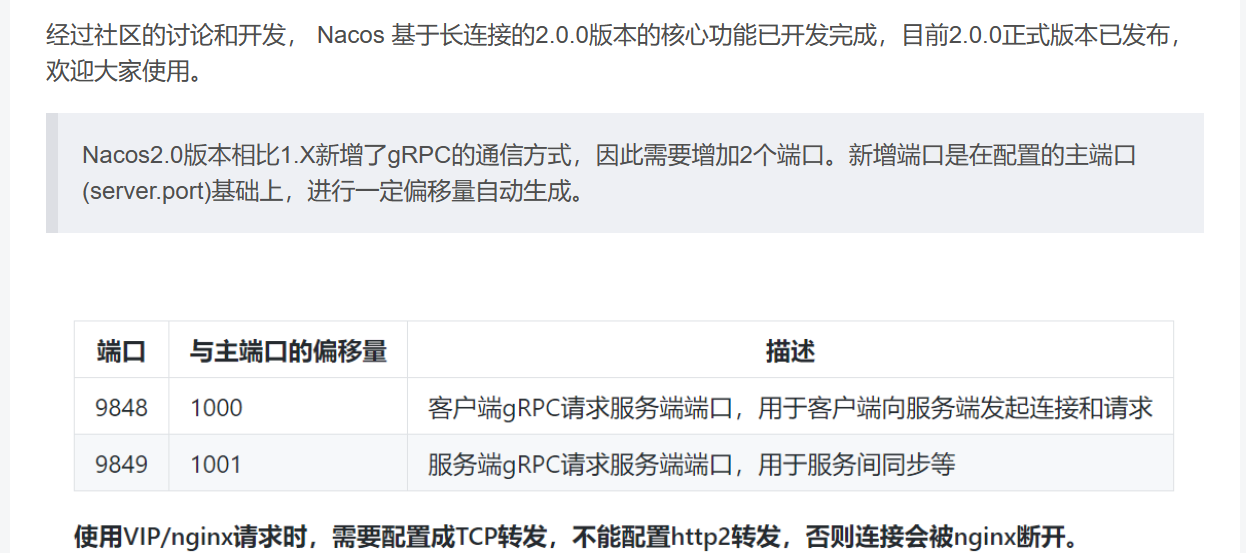 经过社区的讨论和开发， Nacos 基于长连接的2.0.0版本的核心功能已开发完成，目前2.0.0正式版本已发布，
欢迎大家使用。
Nacos2.0版本相比1.X新增了gRPC的通信方式，因此需要增加2个端口。新增端口是在配置的主端口
(server.port)基础上，进行一定偏移量自动生成。
端口 与主端口的偏移量 描述
9848 1000 客户端gRPC请求服务端端口，用于客户端向服务端发起连接和请求
9849 1001 服务端gRPC请求服务端端口，用于服务间同步等
使用VIP/nginx请求时，需要配置成TCP转发，不能配置http2转发，否则连接会被nginx断开。